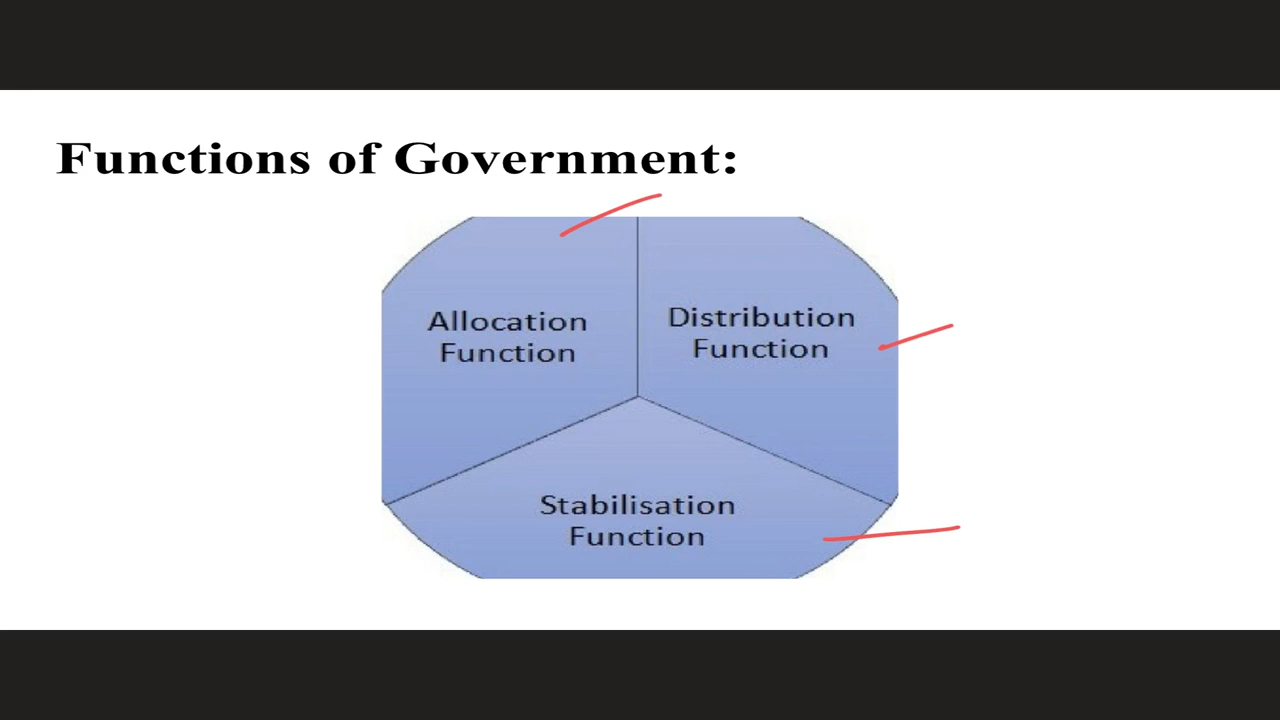 Functions of Government:
Allocation
Function
Distribution
Function
Stabilisation
Function